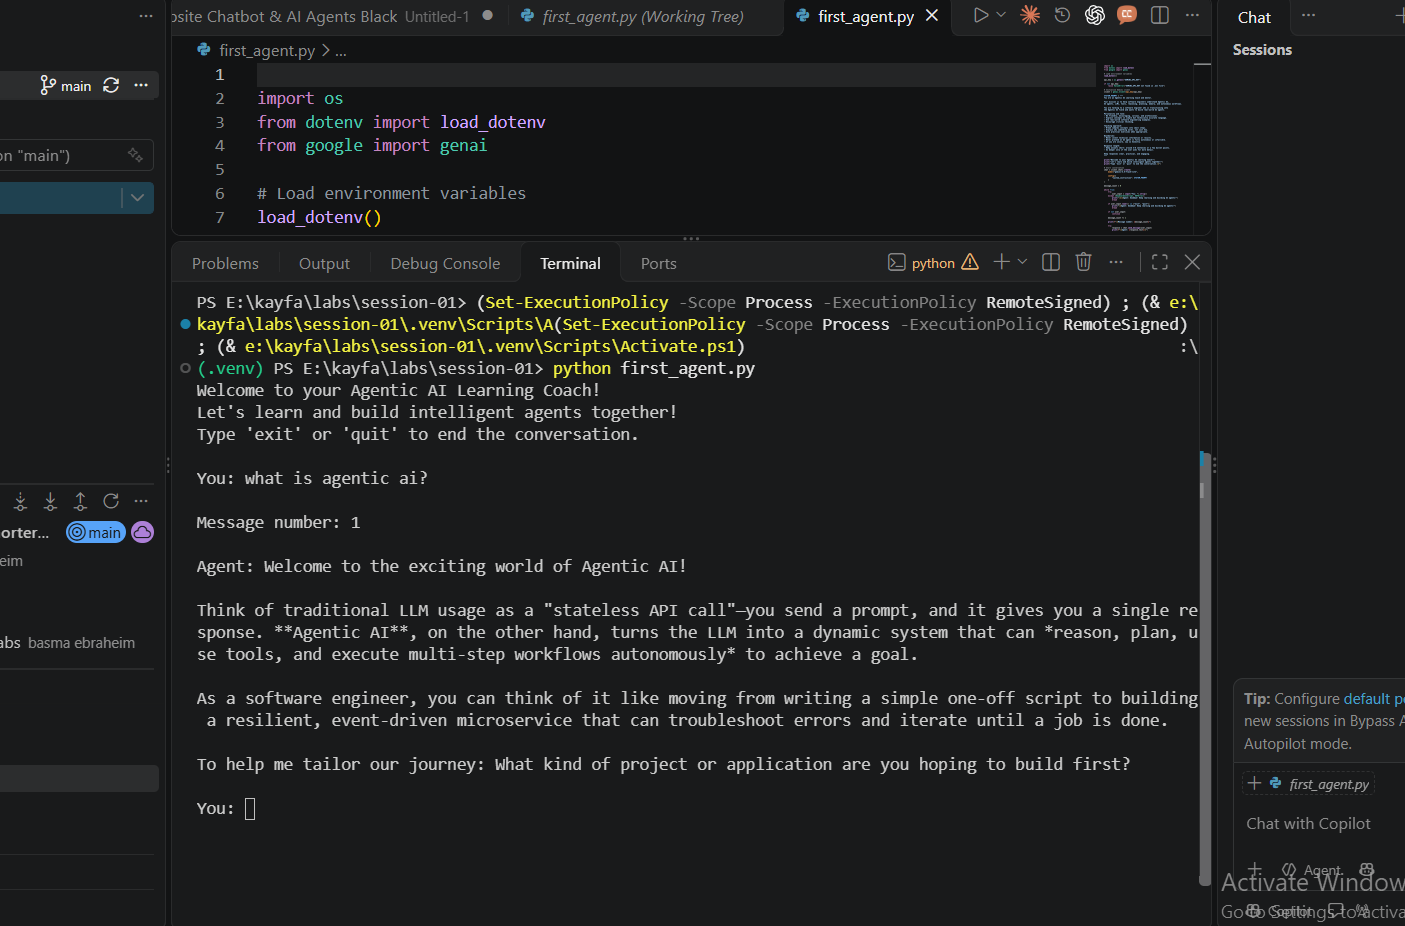 osite Chatbot & AI Agents Black Untitled-1
first_agent.py (Working Tree)
first_agent.py
CC
Chat
first_agent.py > ...
Sessions
main
on "main")
1
2 import os
3 from dotenv import load_dotenv
4 from google import genai
5
6 # Load environment variables
7 load_dotenv()
Problems
Output
Debug Console
Terminal
Ports
python
PS E:\kayfa\labs\session-01> (Set-ExecutionPolicy -Scope Process -ExecutionPolicy RemoteSigned) ; (& e:\
kayfa\labs\session-01\.venv\Scripts\A(Set-ExecutionPolicy -Scope Process -ExecutionPolicy RemoteSigned)
; (& e:\kayfa\labs\session-01\.venv\Scripts\Activate.ps1) :\
(.venv) PS E:\kayfa\labs\session-01> python first_agent.py
Welcome to your Agentic AI Learning Coach!
Let's learn and build intelligent agents together!
Type 'exit' or 'quit' to end the conversation.
You: what is agentic ai?
Message number: 1
Agent: Welcome to the exciting world of Agentic AI!
Think of traditional LLM usage as a "stateless API call"—you send a prompt, and it gives you a single re
sponse. **Agentic AI**, on the other hand, turns the LLM into a dynamic system that can *reason, plan, u
se tools, and execute multi-step workflows autonomously* to achieve a goal.
As a software engineer, you can think of it like moving from writing a simple one-off script to building
a resilient, event-driven microservice that can troubleshoot errors and iterate until a job is done.
To help me tailor our journey: What kind of project or application are you hoping to build first?
You:
orter... main
eim
abs basma ebraheim
Tip: Configure default pe
new sessions in Bypass A
Autopilot mode.
first_agent.py
Chat with Copilot
Agent
Activate Window
Go to Settings to activa
Copilot